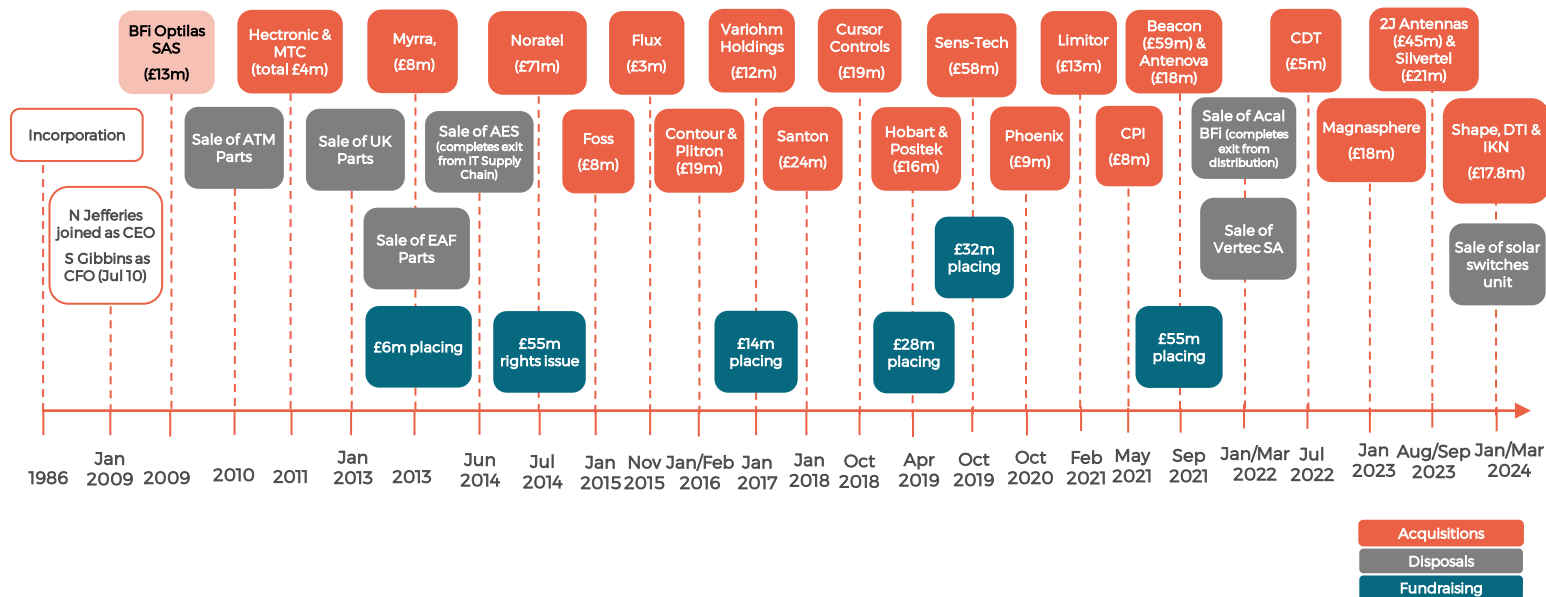 BFi Optilas
SAS
(£13m)
Hectronic &
MTC
(total £4m)
Myrra,
(£8m)
Noratel
(£71m)
Flux
(£3m)
Variohm
Holdings
(£12m)
Cursor
Controls
(£19m)
Sens-Tech
(£58m)
Limitor
(£13m)
Beacon
(£59m) &
Antenova
(£18m)
CDT
(£5m)
2J Antennas
(£45m) &
Silvertel
(£21m)
Incorporation
Sale of ATM
Parts
Sale of UK
Parts
Sale of AES
(completes exit
from IT Supply
Chain)
Foss
(£8m)
Contour &
Plitron
(£19m)
Santon
(£24m)
Hobart &
Positek
(£16m)
Phoenix
(£9m)
CPI
(£8m)
Sale of Acal
BFi (completes
exit from
distribution)
Magnasphere
(£18m)
Shape, DTI &
IKN
(£17.8m)
N Jefferies
joined as CEO
S Gibbins as
CFO (Jul 10)
Sale of EAF
Parts
£32m
placing
Sale of
Vertec SA
Sale of solar
switches
unit
£6m placing
£55m
rights issue
£14m
placing
£28m
placing
£55m
placing
1986
Jan
2009
2009
2010
2011
Jan
2013
2013
Jun
2014
Jul
2014
Jan
2015
Nov
2015
Jan/Feb
2016
Jan
2017
Jan
2018
Oct
2018
Apr
2019
Oct
2019
Oct
2020
Feb
2021
May
2021
Sep
2021
Jan/Mar
2022
Jul
2022
Jan
2023
Aug/Sep
2023
Jan/Mar
2024
Acquisitions
Disposals
Fundraising